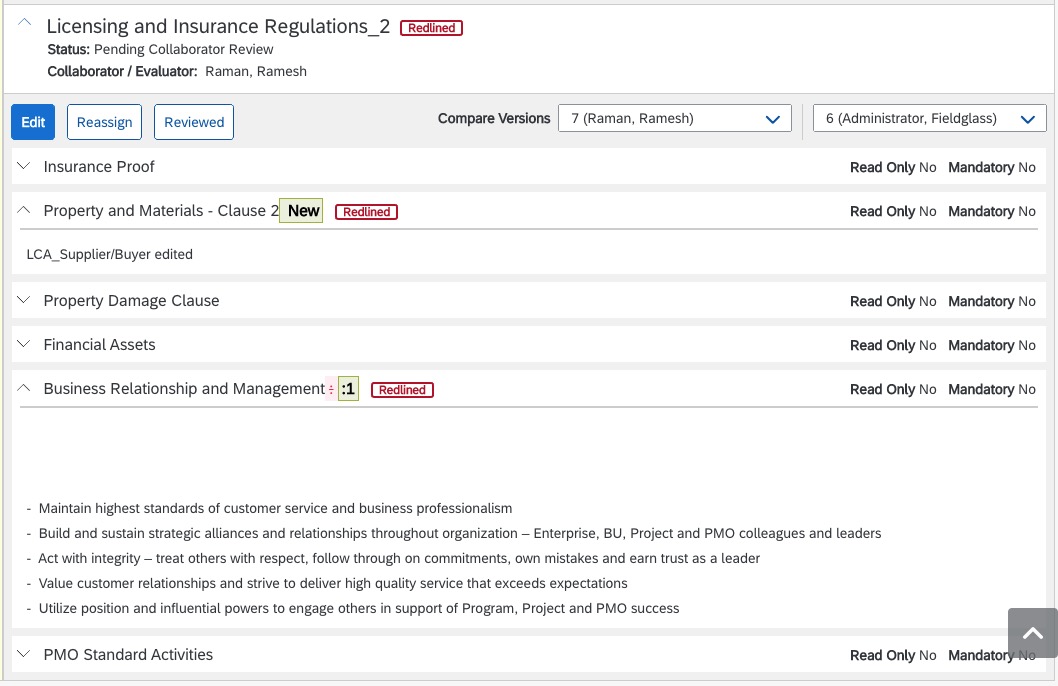 Licensing and Insurance Regulations_2 Redlined
Status: Pending Collaborator Review
Collaborator / Evaluator: Raman, Ramesh
Edit Reassign Reviewed Compare Versions 7 (Raman, Ramesh) 6 (Administrator, Fieldglass)
Insurance Proof Read Only No Mandatory No
Property and Materials - Clause 2 New Redlined Read Only No Mandatory No
LCA_Supplier/Buyer edited
Property Damage Clause Read Only No Mandatory No
Financial Assets Read Only No Mandatory No
Business Relationship and Management: :1 Redlined Read Only No Mandatory No
- Maintain highest standards of customer service and business professionalism
- Build and sustain strategic alliances and relationships throughout organization – Enterprise, BU, Project and PMO colleagues and leaders
- Act with integrity – treat others with respect, follow through on commitments, own mistakes and earn trust as a leader
- Value customer relationships and strive to deliver high quality service that exceeds expectations
- Utilize position and influential powers to engage others in support of Program, Project and PMO success
PMO Standard Activities Read Only No Mandatory No